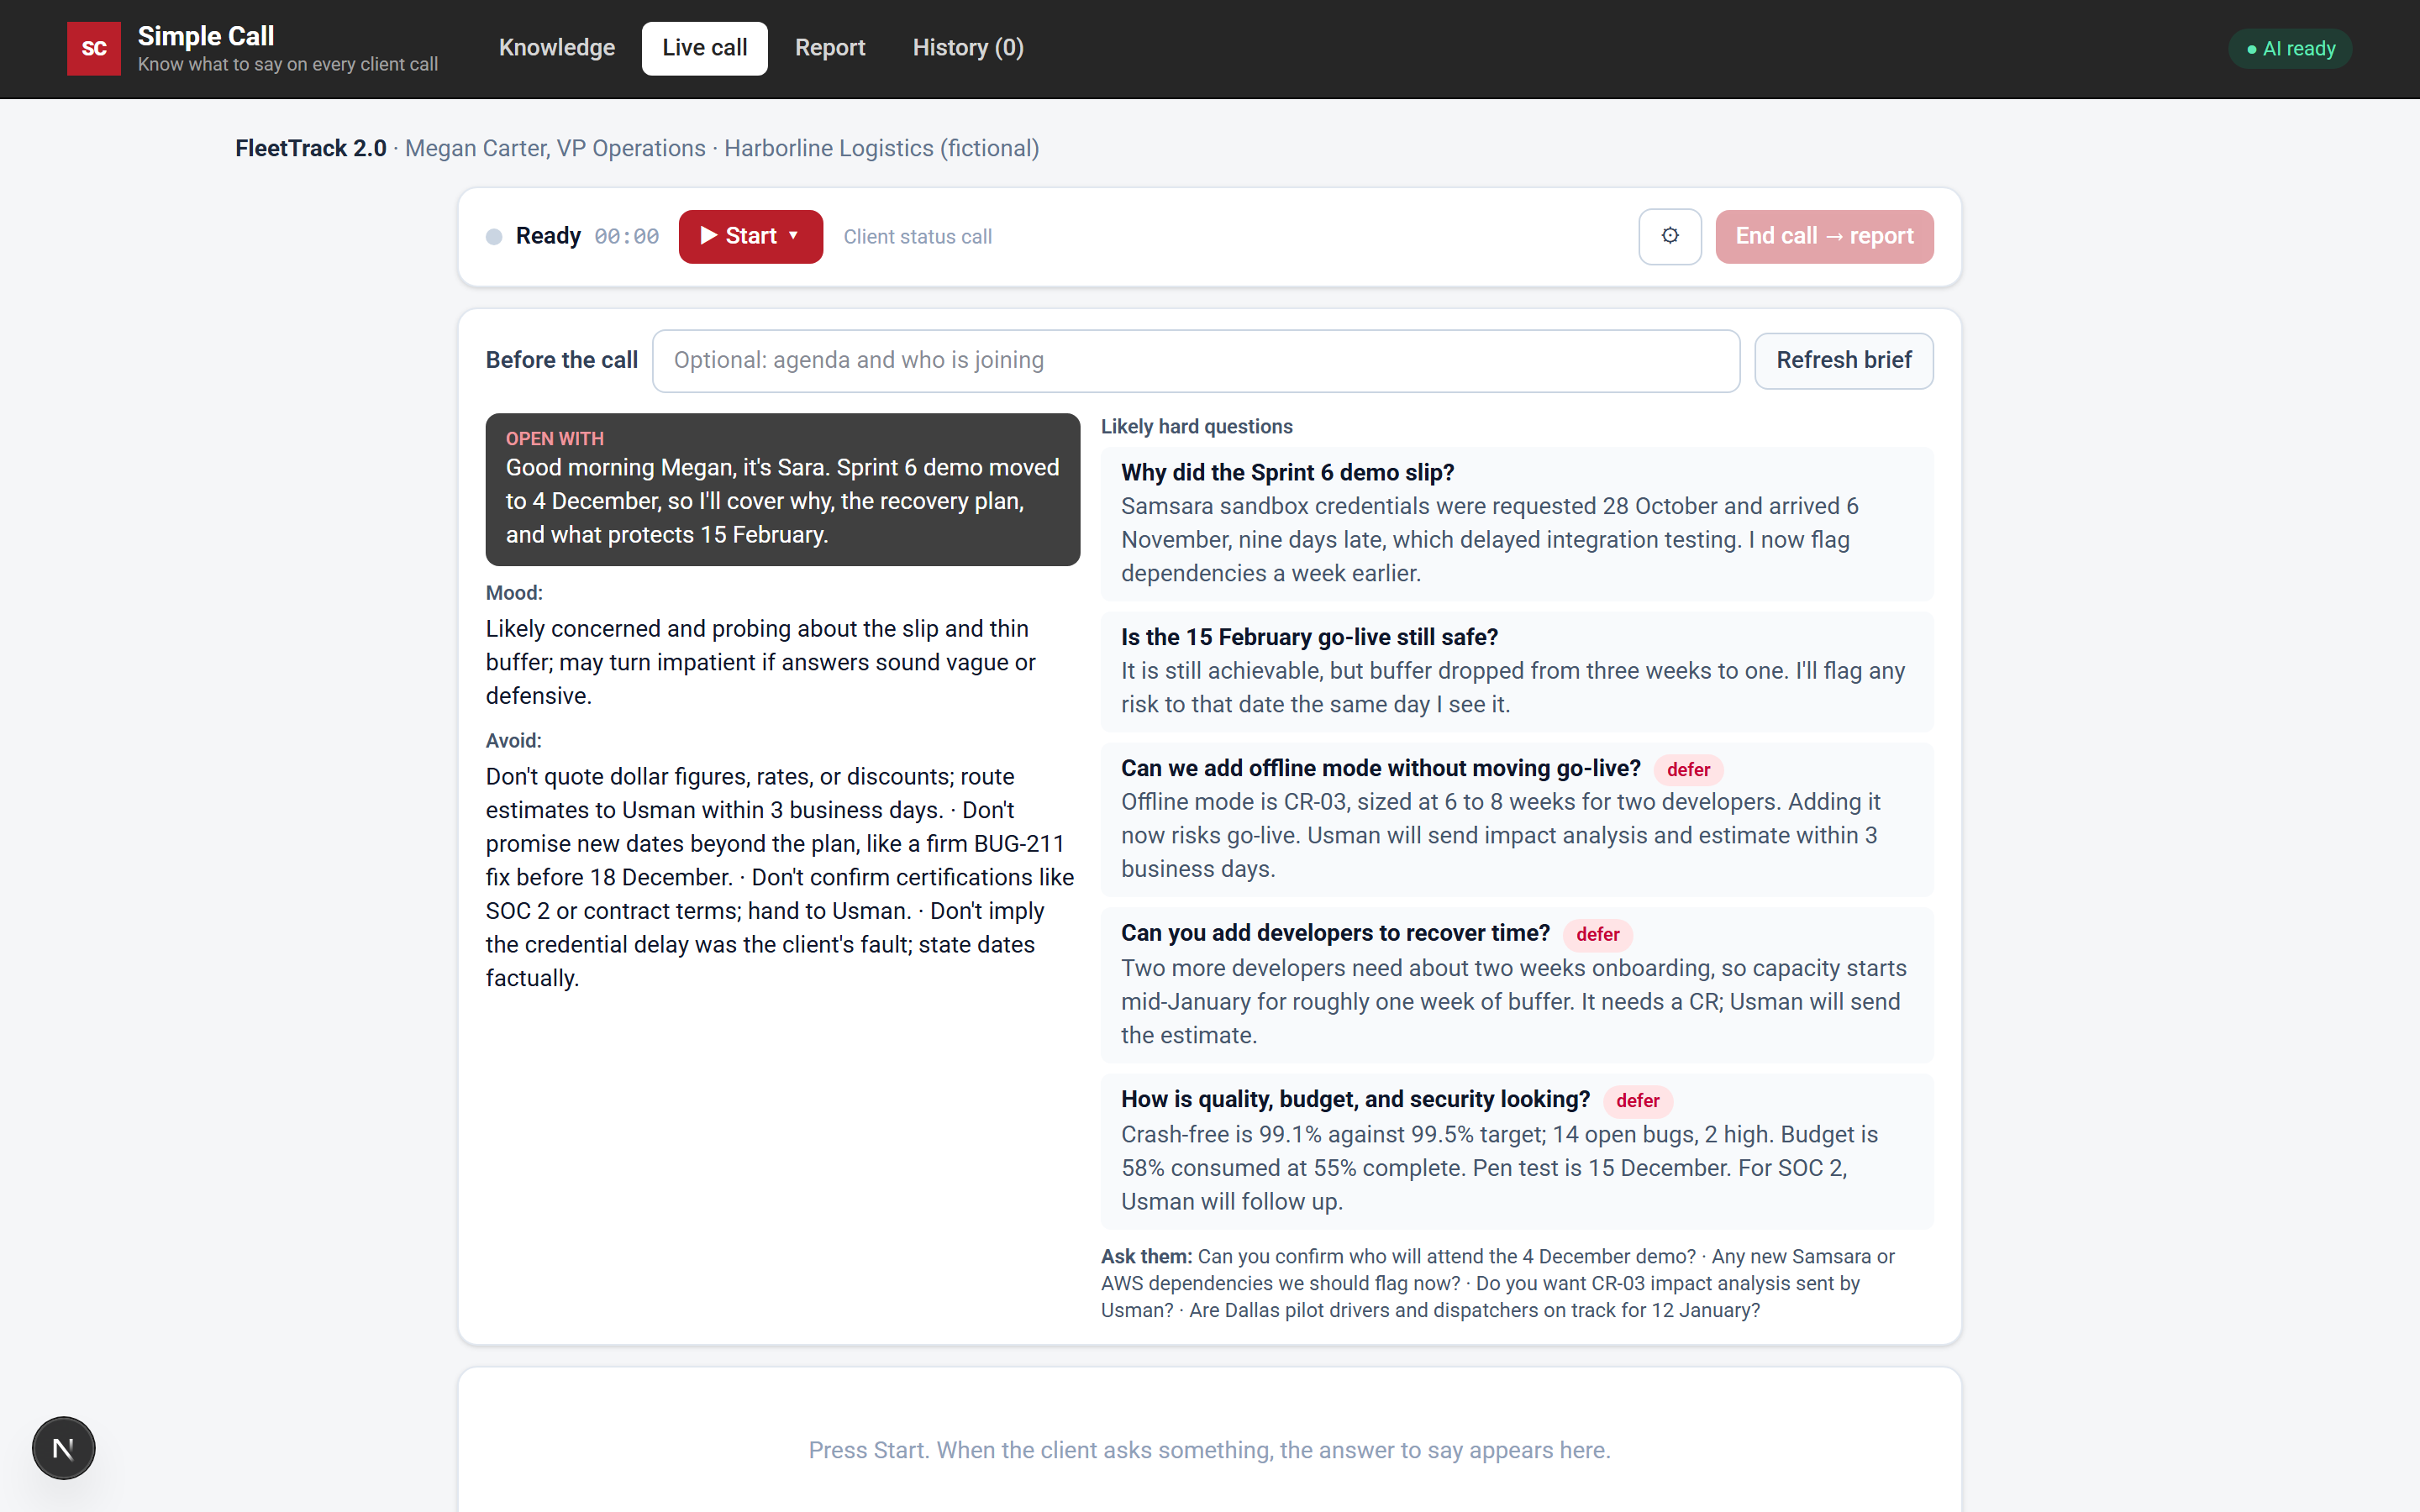 SC
Simple Call
Know what to say on every client call
Knowledge
Live call
Report
History (0)
AI ready
FleetTrack 2.0 · Megan Carter, VP Operations · Harborline Logistics (fictional)
Ready 00:00
▶ Start ▼
Client status call
End call → report
Before the call
Optional: agenda and who is joining
Refresh brief
OPEN WITH
Good morning Megan, it's Sara. Sprint 6 demo moved
to 4 December, so I'll cover why, the recovery plan,
and what protects 15 February.
Mood:
Likely concerned and probing about the slip and thin
buffer; may turn impatient if answers sound vague or
defensive.
Avoid:
Don't quote dollar figures, rates, or discounts; route
estimates to Usman within 3 business days. · Don't
promise new dates beyond the plan, like a firm BUG-211
fix before 18 December. · Don't confirm certifications like
SOC 2 or contract terms; hand to Usman. · Don't imply
the credential delay was the client's fault; state dates
factually.
Likely hard questions
Why did the Sprint 6 demo slip?
Samsara sandbox credentials were requested 28 October and arrived 6
November, nine days late, which delayed integration testing. I now flag
dependencies a week earlier.
Is the 15 February go-live still safe?
It is still achievable, but buffer dropped from three weeks to one. I'll flag any
risk to that date the same day I see it.
Can we add offline mode without moving go-live? defer
Offline mode is CR-03, sized at 6 to 8 weeks for two developers. Adding it
now risks go-live. Usman will send impact analysis and estimate within 3
business days.
Can you add developers to recover time? defer
Two more developers need about two weeks onboarding, so capacity starts
mid-January for roughly one week of buffer. It needs a CR; Usman will send
the estimate.
How is quality, budget, and security looking? defer
Crash-free is 99.1% against 99.5% target; 14 open bugs, 2 high. Budget is
58% consumed at 55% complete. Pen test is 15 December. For SOC 2,
Usman will follow up.
Ask them: Can you confirm who will attend the 4 December demo? · Any new Samsara or
AWS dependencies we should flag now? · Do you want CR-03 impact analysis sent by
Usman? · Are Dallas pilot drivers and dispatchers on track for 12 January?
Press Start. When the client asks something, the answer to say appears here.
N